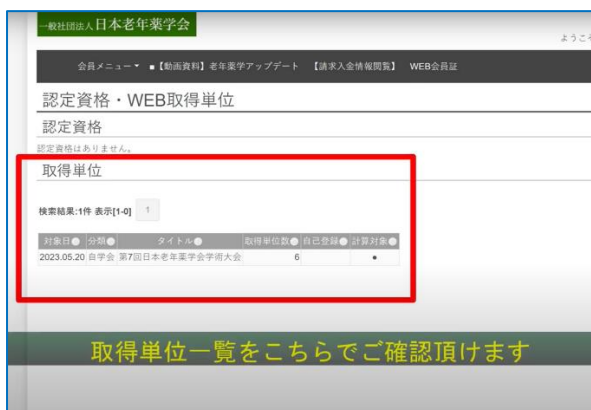 一般社団法人日本老年薬学会
ようこそ
会員メニュー ■【動画資料】老年薬学アップデート 【請求入金情報閲覧】 WEB会員証
認定資格・WEB取得単位
認定資格
認定資格はありません。
取得単位
検索結果:1件 表示[1-0] 1
対象日 分類 タイトル 取得単位数 自己登録 計算対象
2023.05.20 自学会 第7回日本老年薬学会学術大会 6 ●
取得単位一覧をこちらでご確認頂けます